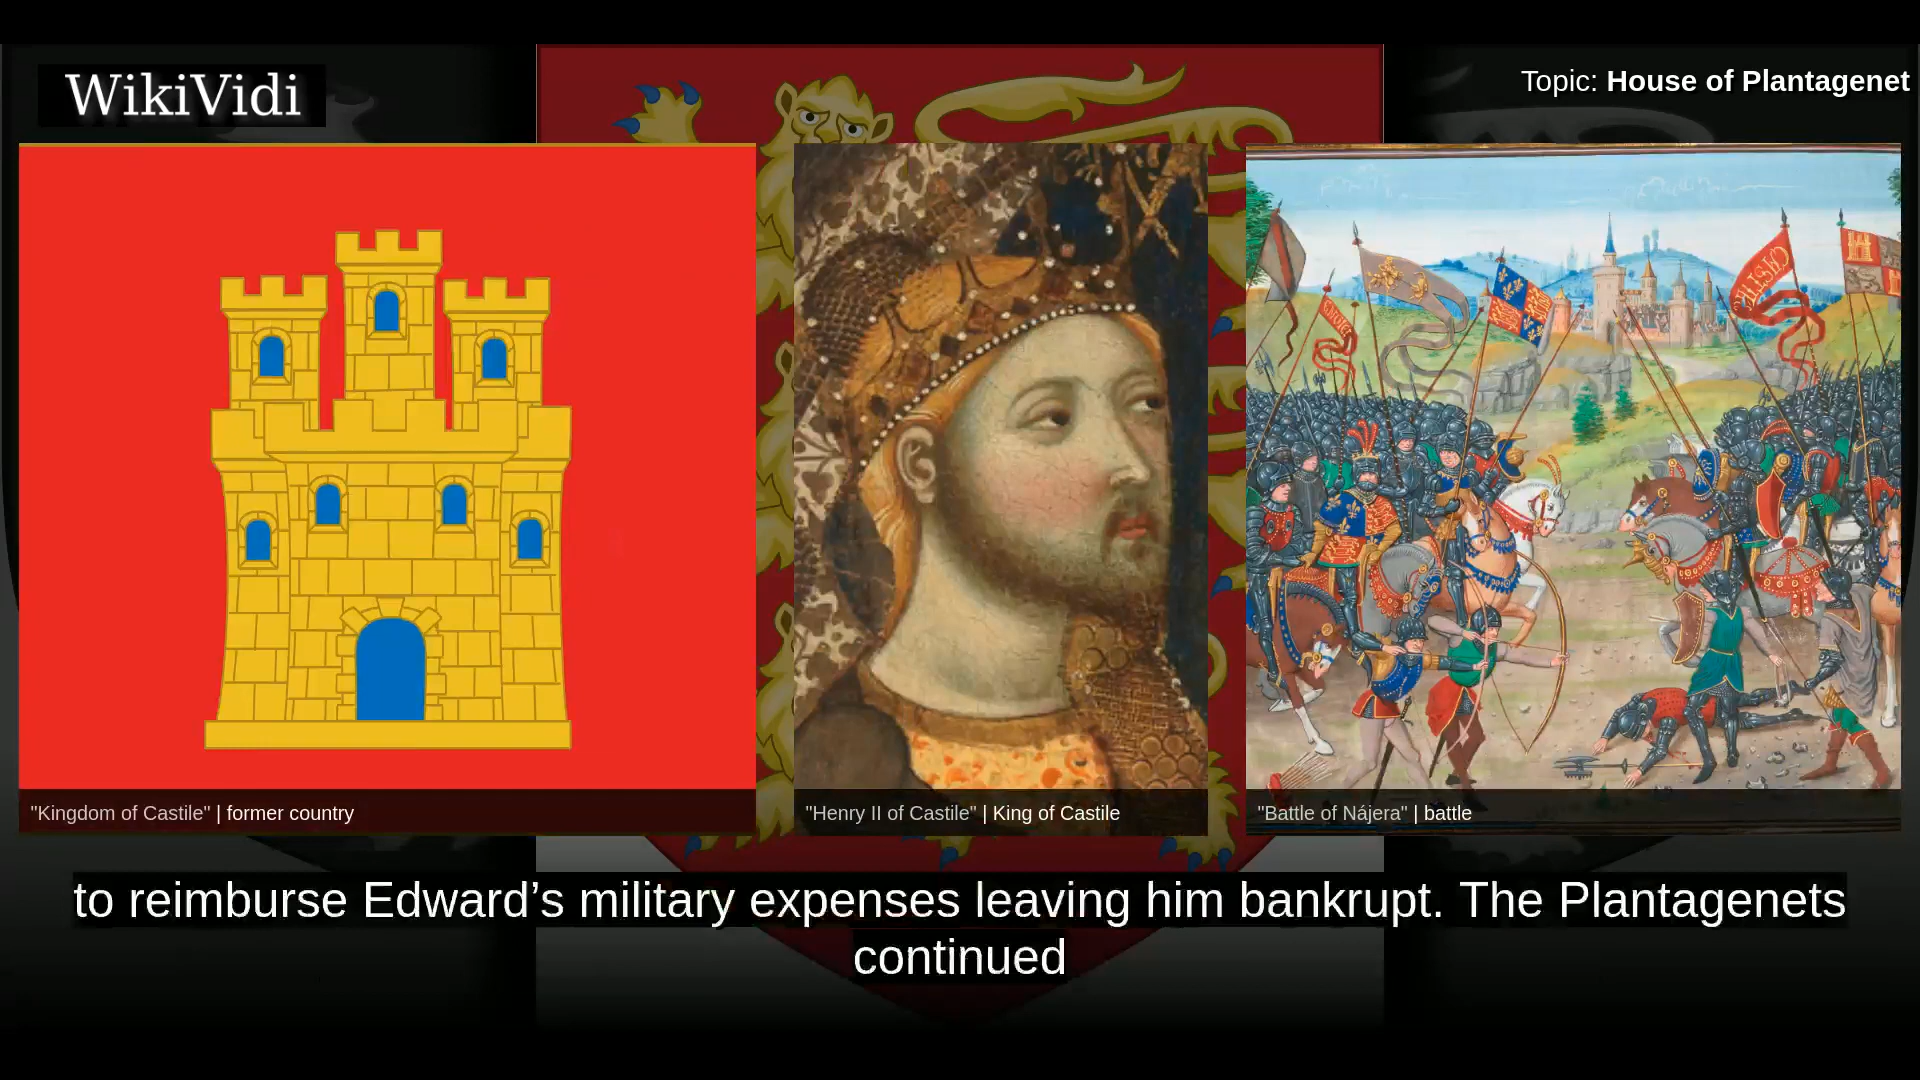 WikiVidi
Topic: House of Plantagenet
"Kingdom of Castile" | former country
"Henry II of Castile" | King of Castile
"Battle of Nájera" | battle
to reimburse Edward’s military expenses leaving him bankrupt. The Plantagenets
continued